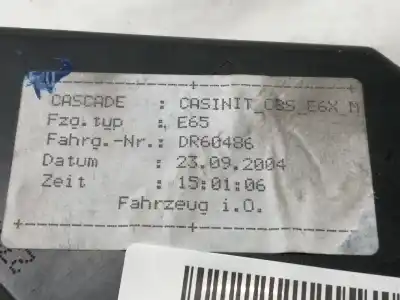 CASCADE : CASINIT_CBS_E6X_M
Fzg.typ : E65
Fahrg.-Nr.: DR60486
Datum : 23.09.2004
Zeit : 15:01:06
Fahrzeug i.O.